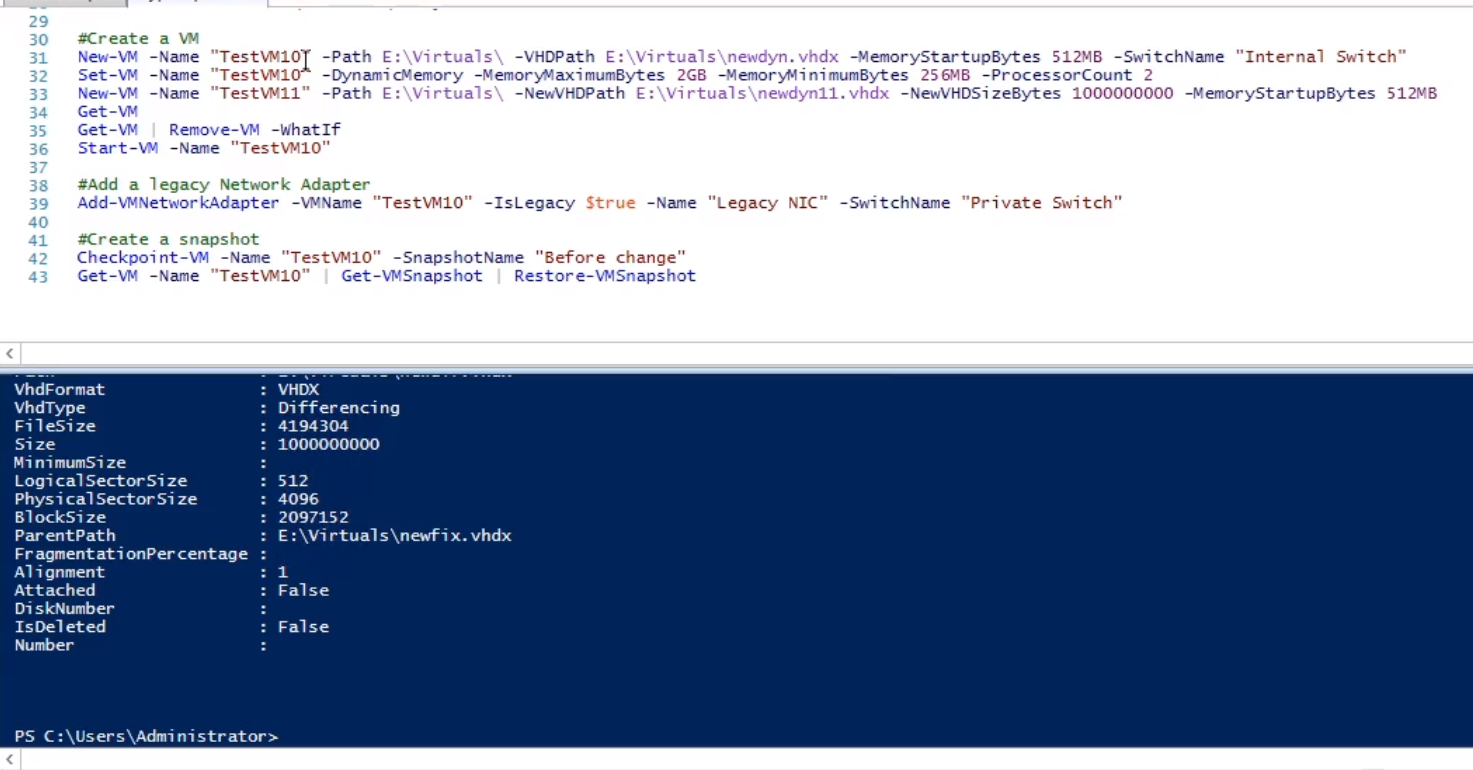 29
30 #Create a VM
31 New-VM -Name "TestVM10" -Path E:\Virtuals\ -VHDPath E:\Virtuals\newdyn.vhdx -MemoryStartupBytes 512MB -SwitchName "Internal Switch"
32 Set-VM -Name "TestVM10" -DynamicMemory -MemoryMaximumBytes 2GB -MemoryMinimumBytes 256MB -ProcessorCount 2
33 New-VM -Name "TestVM11" -Path E:\Virtuals\ -NewVHDPath E:\Virtuals\newdyn11.vhdx -NewVHDSizeBytes 1000000000 -MemoryStartupBytes 512MB
34 Get-VM
35 Get-VM | Remove-VM -WhatIf
36 Start-VM -Name "TestVM10"
37
38 #Add a legacy Network Adapter
39 Add-VMNetworkAdapter -VMName "TestVM10" -IsLegacy $true -Name "Legacy NIC" -SwitchName "Private Switch"
40
41 #Create a snapshot
42 Checkpoint-VM -Name "TestVM10" -SnapshotName "Before change"
43 Get-VM -Name "TestVM10" | Get-VMSnapshot | Restore-VMSnapshot
VhdFormat : VHDX
VhdType : Differencing
FileSize : 4194304
Size : 1000000000
MinimumSize :
LogicalSectorSize : 512
PhysicalSectorSize : 4096
BlockSize : 2097152
ParentPath : E:\Virtuals\newfix.vhdx
FragmentationPercentage :
Alignment : 1
Attached : False
DiskNumber :
IsDeleted : False
Number :
PS C:\Users\Administrator>